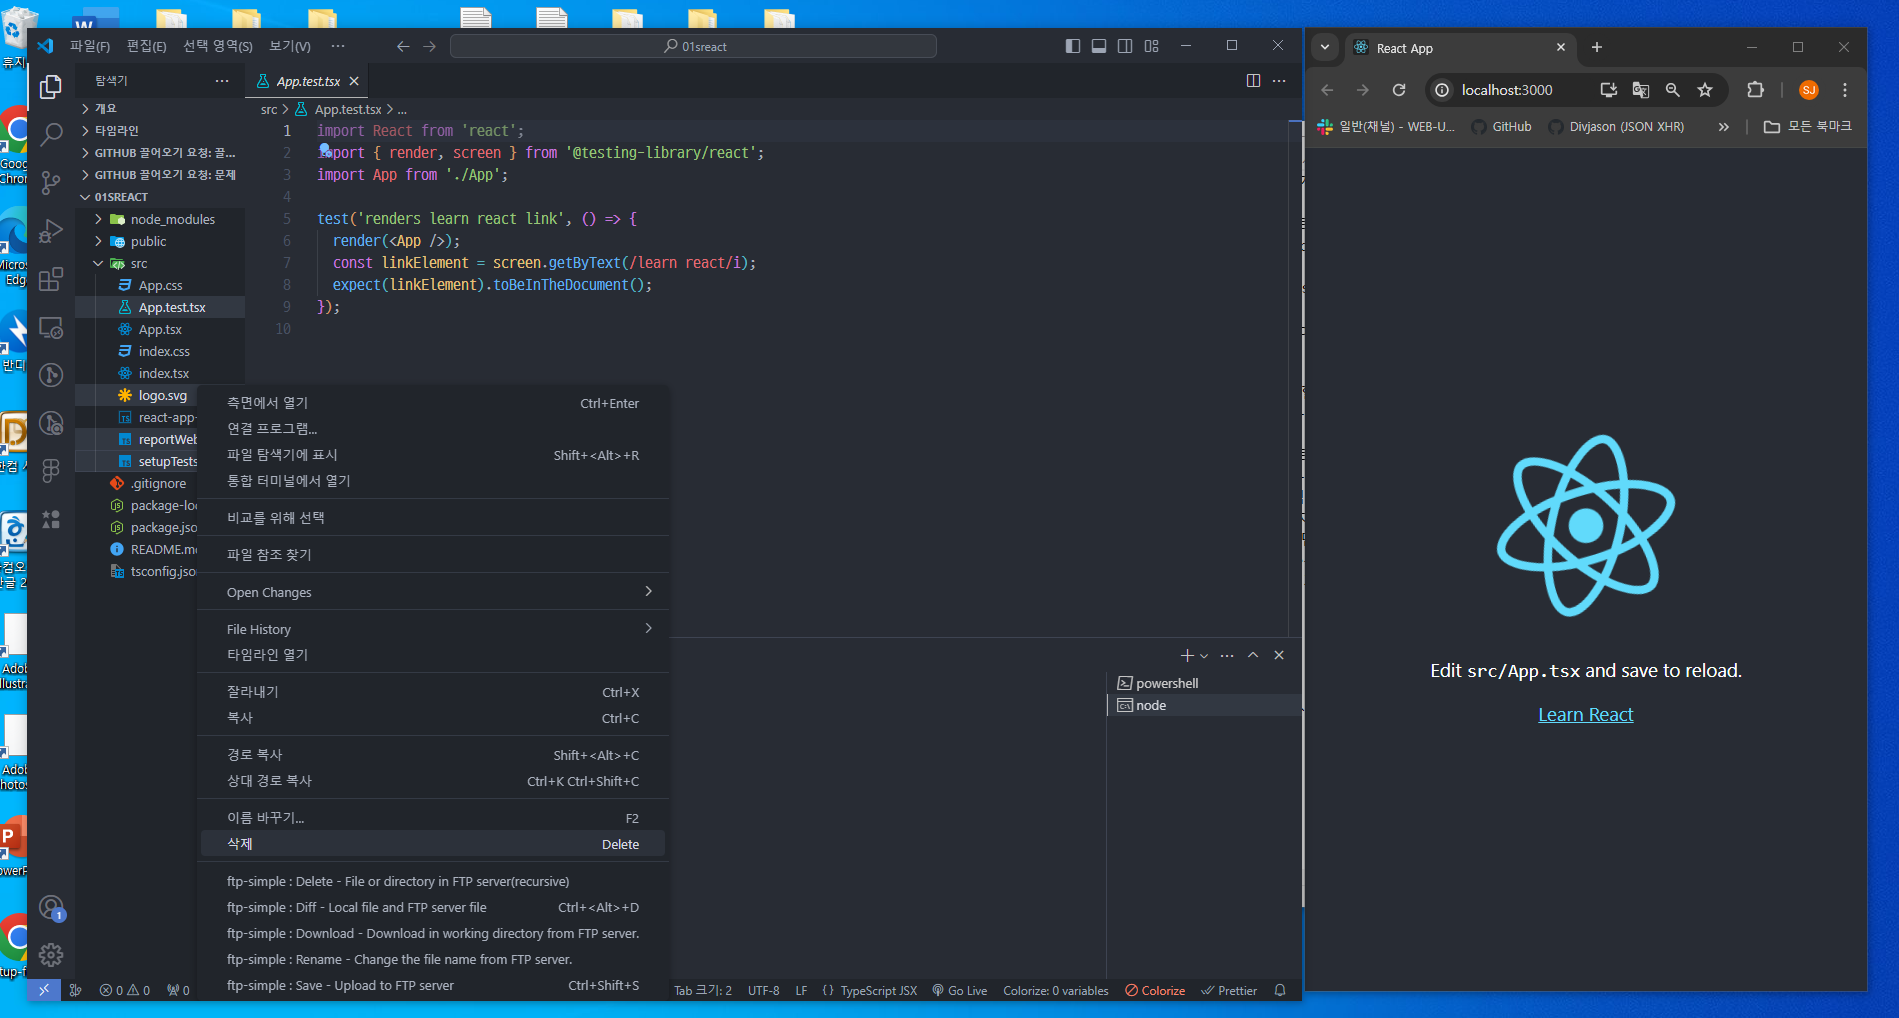 휴지
파일(F) 편집(E) 선택 영역(S) 보기(V) ···
01sreact
탐색기
App.test.tsx
개요
타임라인
GITHUB 끌어오기 요청: 끌...
GITHUB 끌어오기 요청: 문제
01SREACT
node_modules
public
src
App.css
App.test.tsx
App.tsx
index.css
index.tsx
logo.svg
react-app-
reportWeb
setupTests
.gitignore
package-loc
package.jso
README.m
tsconfig.jso
src > App.test.tsx > ...
1 import React from 'react';
2 import { render, screen } from '@testing-library/react';
3 import App from './App';
4
5 test('renders learn react link', () => {
6 render(<App />);
7 const linkElement = screen.getByText(/learn react/i);
8 expect(linkElement).toBeInTheDocument();
9 });
10
측면에서 열기 Ctrl+Enter
연결 프로그램...
파일 탐색기에 표시 Shift+<Alt>+R
통합 터미널에서 열기
비교를 위해 선택
파일 참조 찾기
Open Changes
File History
타임라인 열기
잘라내기 Ctrl+X
복사 Ctrl+C
경로 복사 Shift+<Alt>+C
상대 경로 복사 Ctrl+K Ctrl+Shift+C
이름 바꾸기... F2
삭제 Delete
ftp-simple : Delete - File or directory in FTP server(recursive)
ftp-simple : Diff - Local file and FTP server file Ctrl+<Alt>+D
ftp-simple : Download - Download in working directory from FTP server.
ftp-simple : Rename - Change the file name from FTP server.
ftp-simple : Save - Upload to FTP server Ctrl+Shift+S
powershell
node
1
0 0 0
Tab 크기: 2 UTF-8 LF {} TypeScript JSX Go Live Colorize: 0 variables Colorize Prettier
React App
localhost:3000
SJ
일반(채널) - WEB-U... GitHub Divjason (JSON XHR) » 모든 북마크
Edit src/App.tsx and save to reload.
Learn React
Goog
Chron
Micros
Edg
반디
한컴
Adob
llustra
Adob
hotos
owerP
tup-f